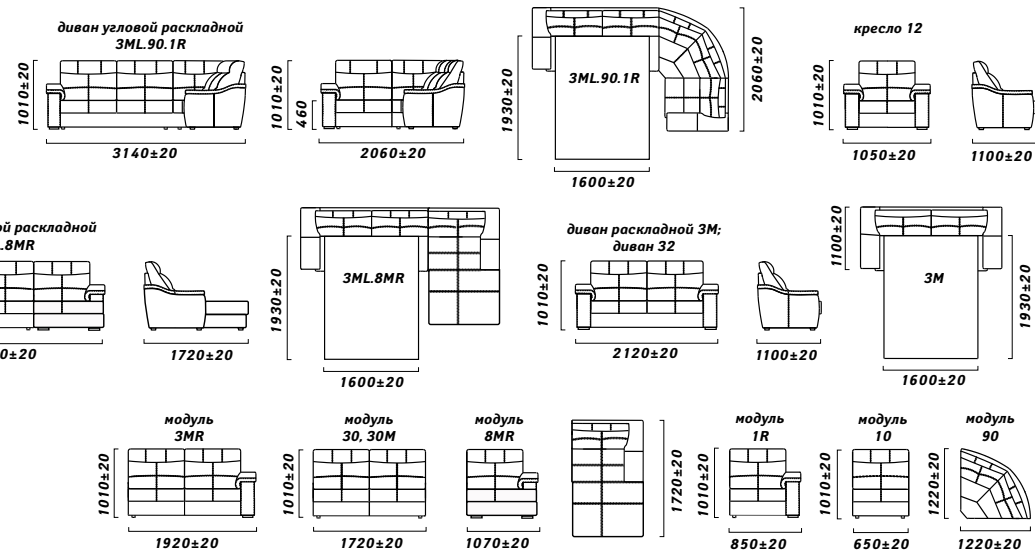 диван угловой раскладной
3ML.90.1R
1010±20
3140±20
1010±20
460
2060±20
1930±20
3ML.90.1R
2060±20
1600±20
кресло 12
1010±20
1050±20
1100±20
ой раскладной
.8MR
0±20
1720±20
1930±20
3ML.8MR
1600±20
диван раскладной 3М;
диван 32
1010±20
2120±20
1100±20
1100±20
3М
1930±20
1600±20
модуль
3MR
1010±20
1920±20
модуль
30, 30М
1010±20
1720±20
модуль
8MR
1070±20
1720±20
модуль
1R
1010±20
850±20
модуль
10
1010±20
650±20
модуль
90
1220±20
1220±20